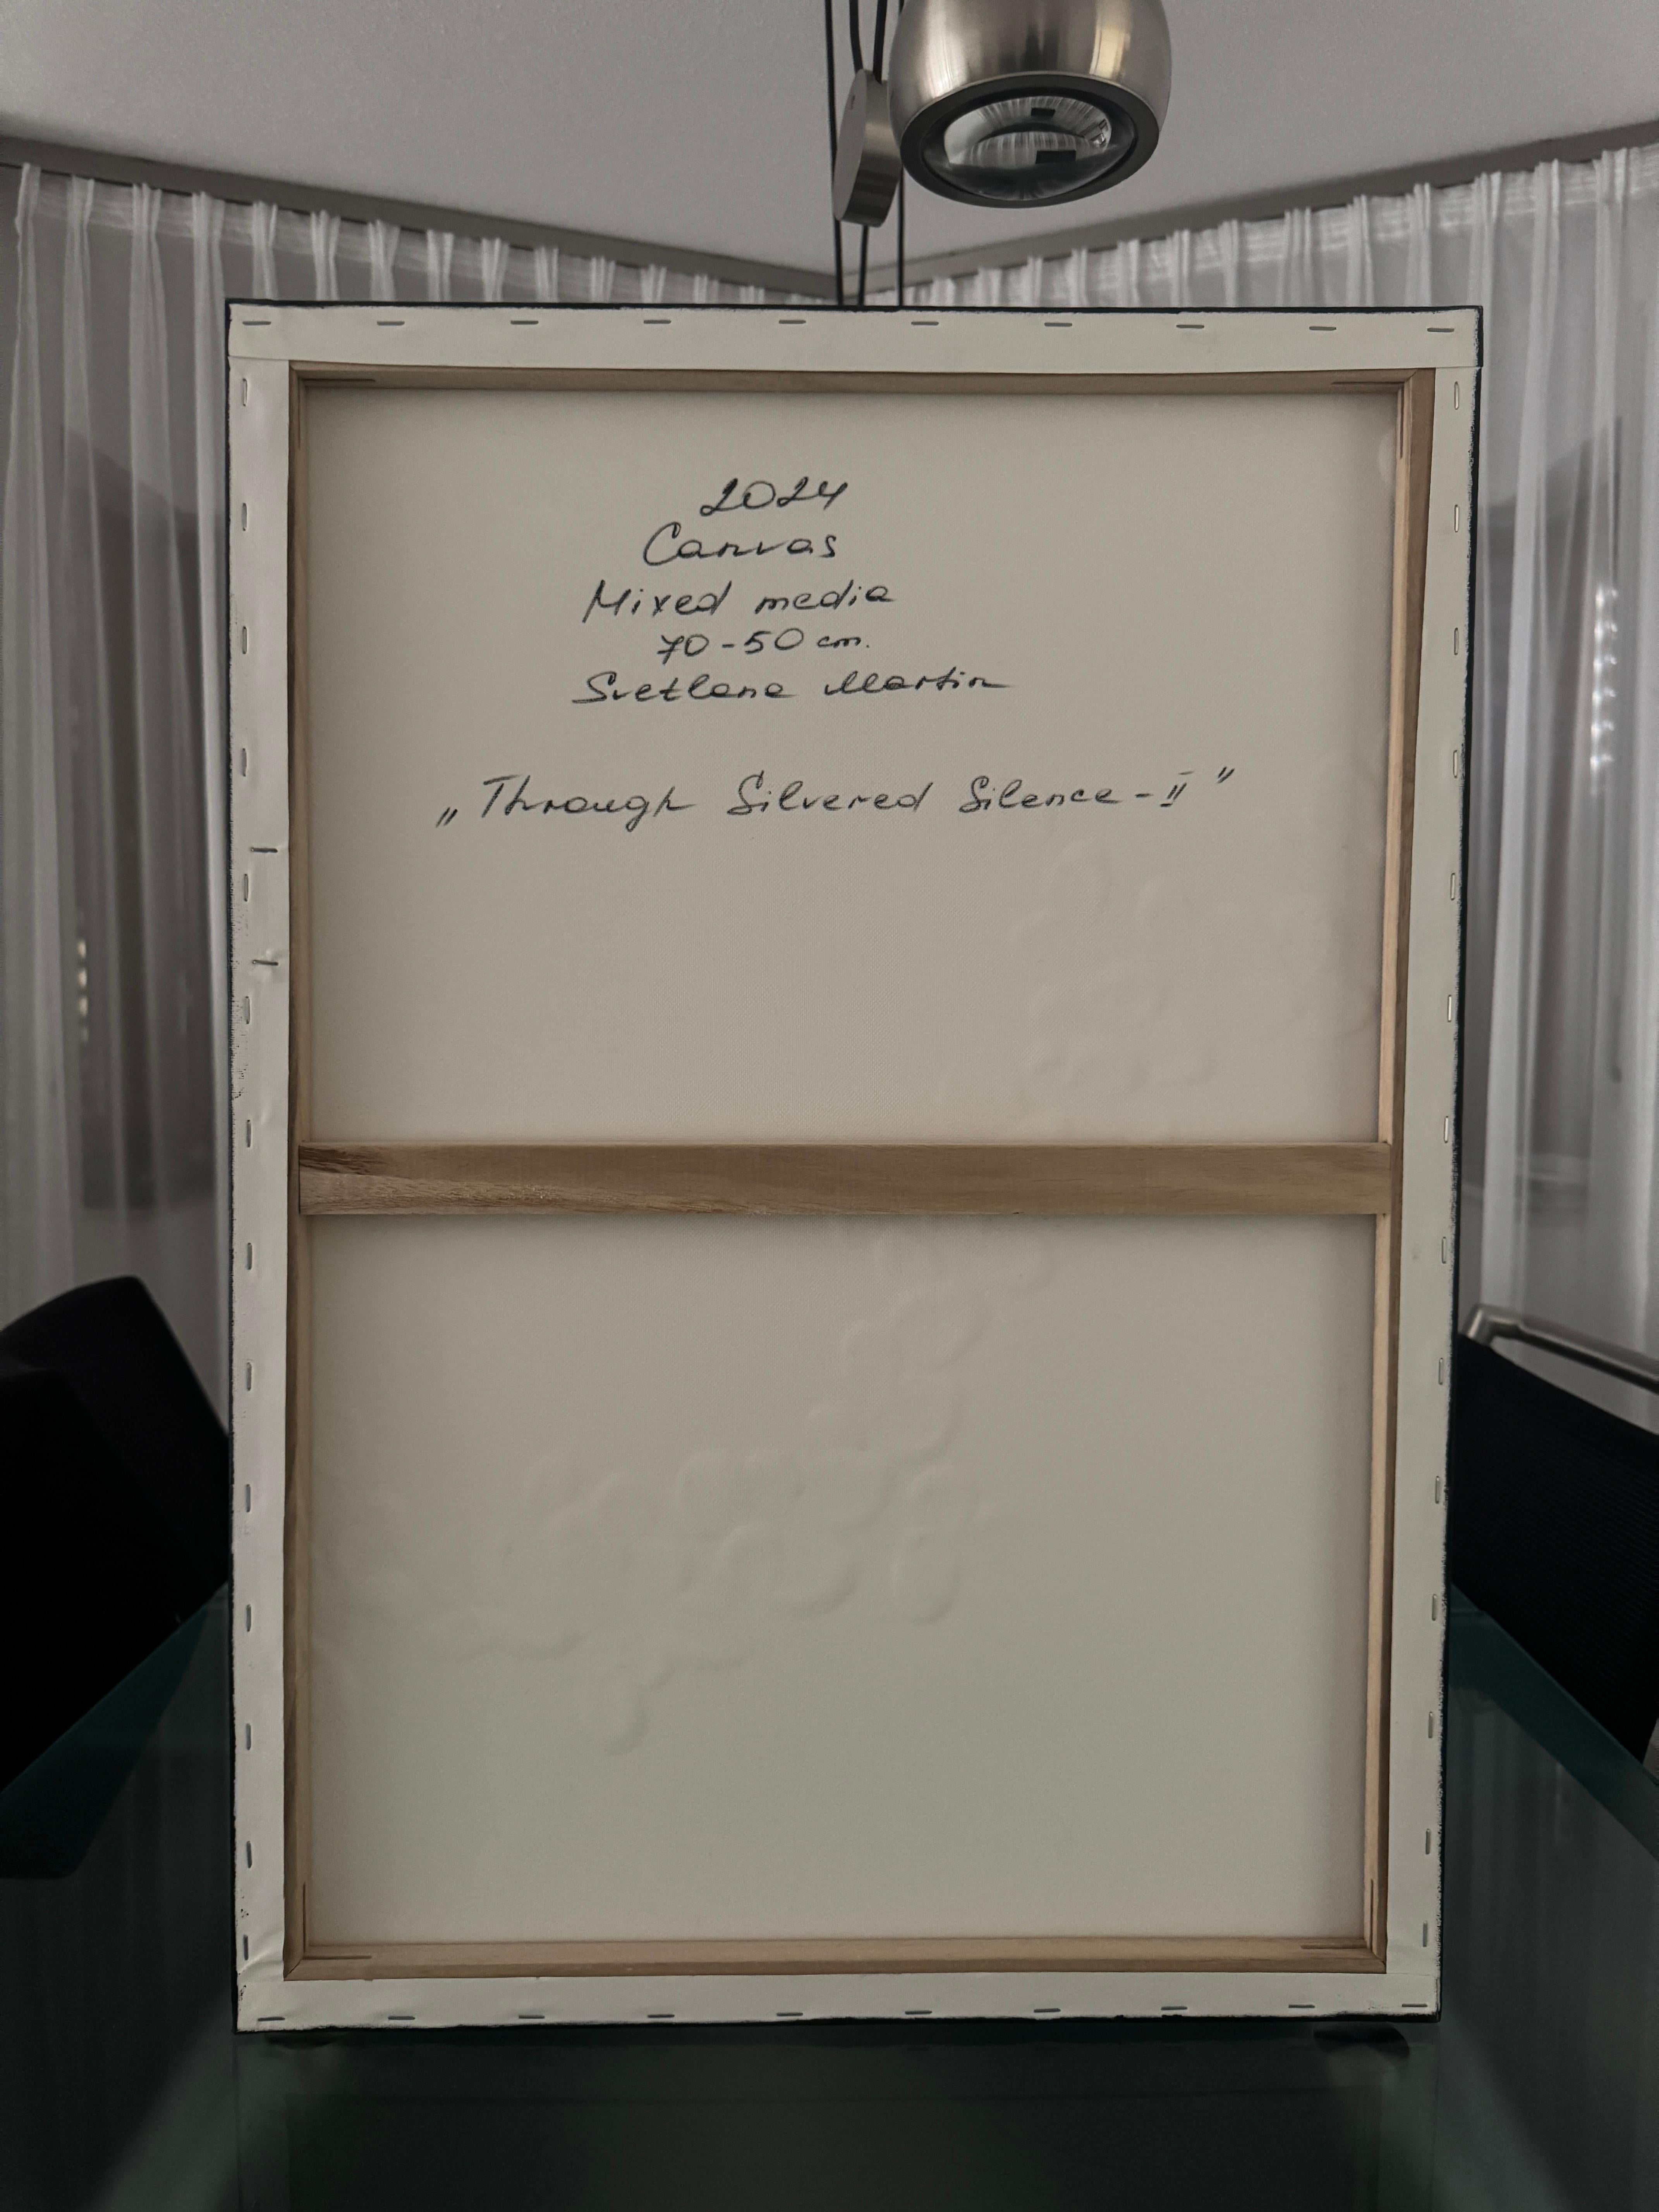 2024
Canvas
Mixed media
70-50 cm.
Svetlana Martin
„Through Silvered Silence-II”